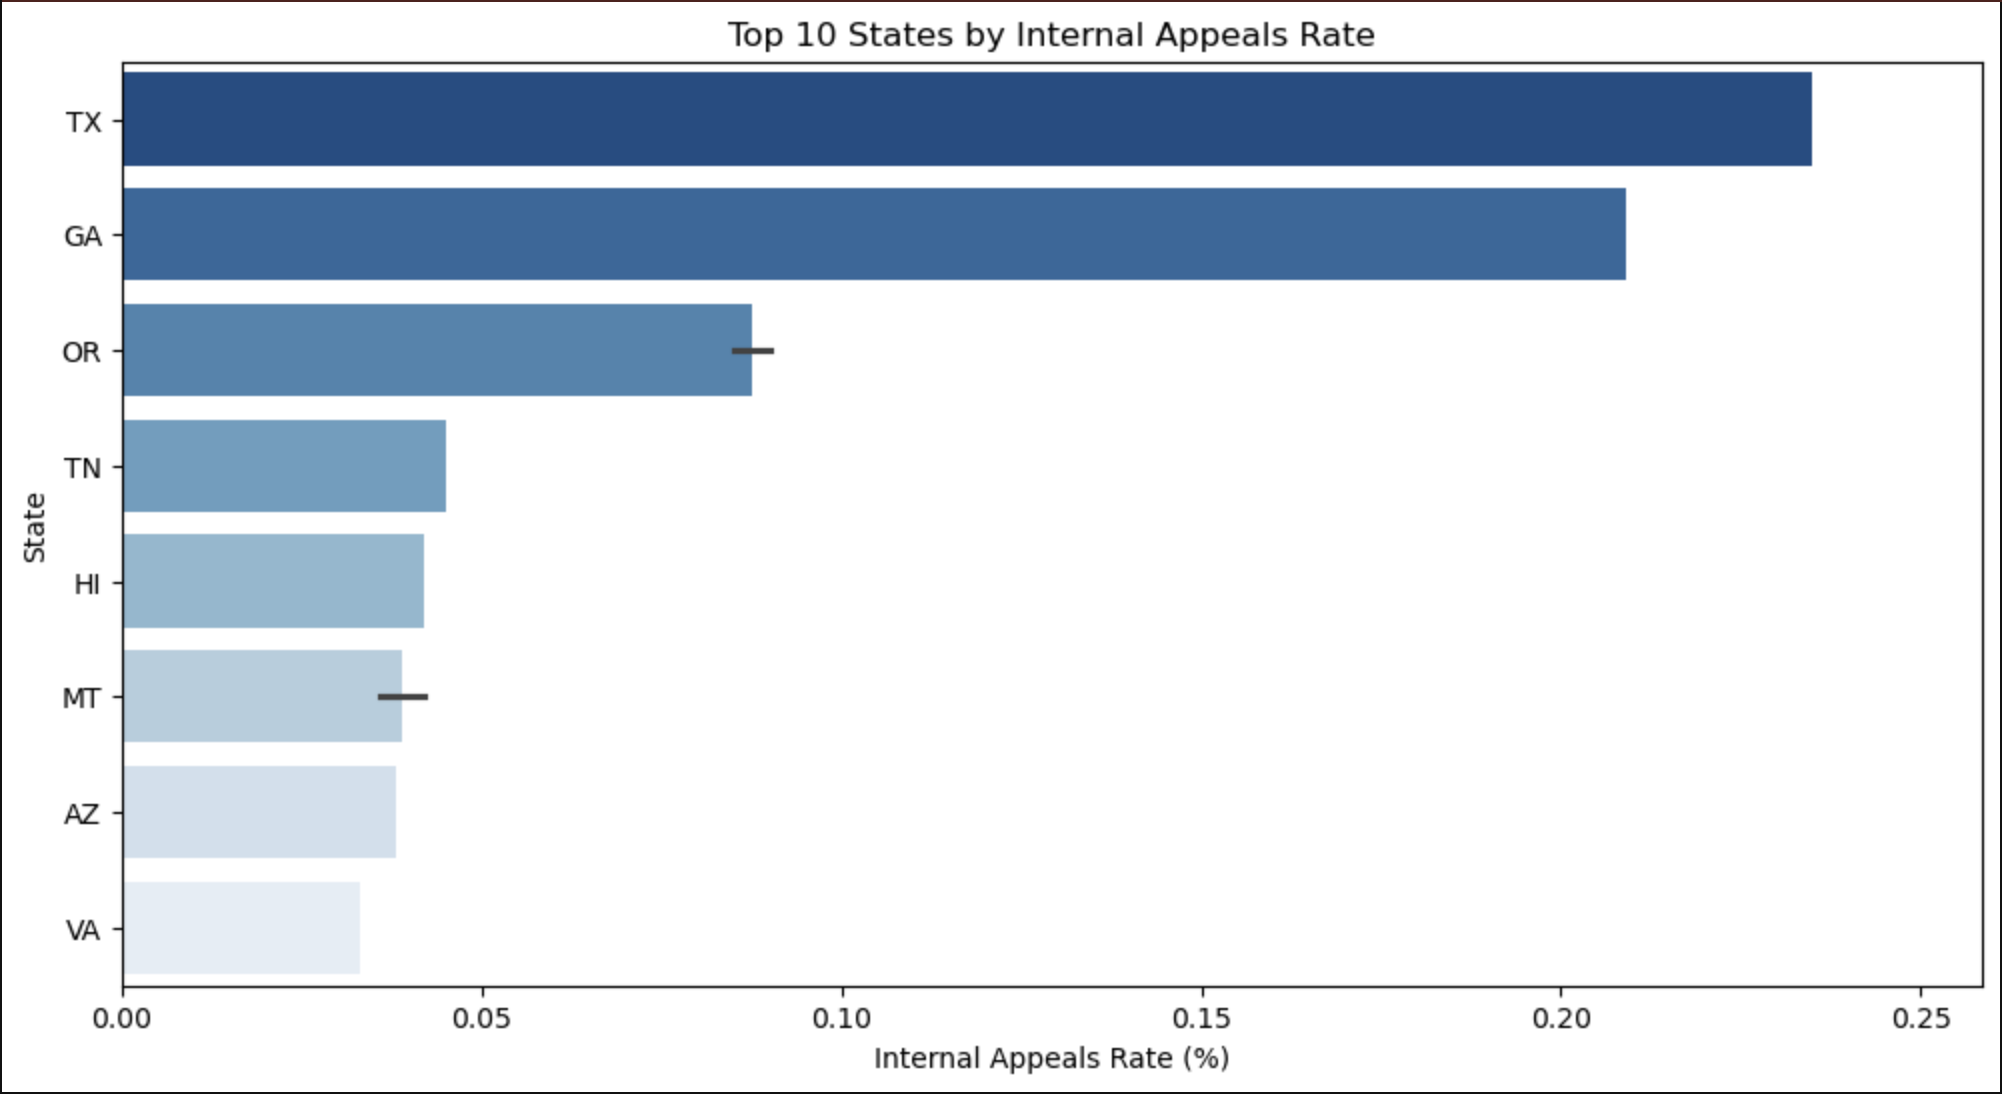 Top 10 States by Internal Appeals Rate
State
TX
GA
OR
TN
HI
MT
AZ
VA
0.00 0.05 0.10 0.15 0.20 0.25
Internal Appeals Rate (%)